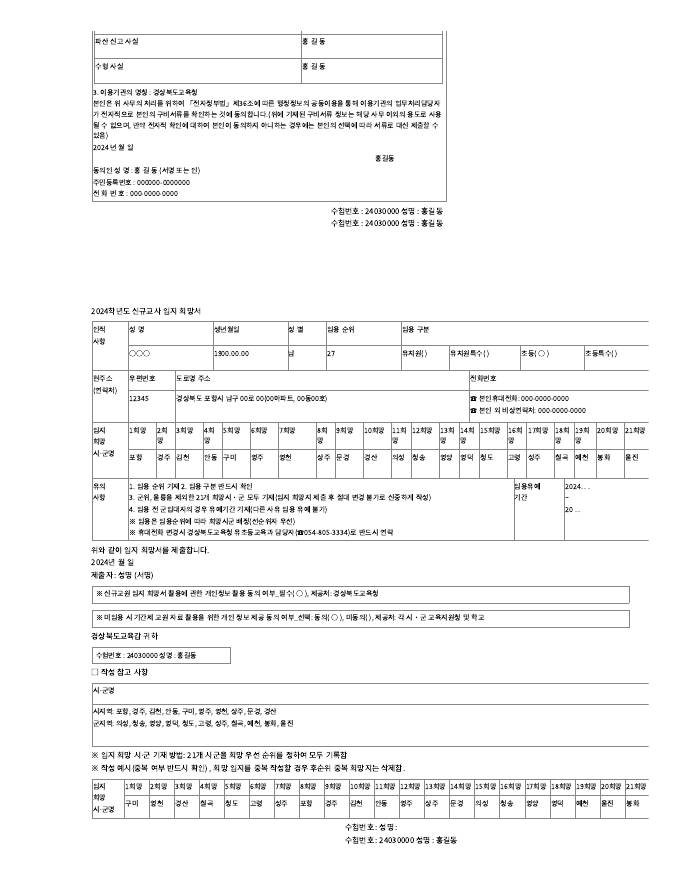 파산 선고 사실 홍 길 동
수형 사실 홍 길 동
3. 이용기관의 명칭 : 경상북도교육청
본인은 위 사무의 처리를 위하여 「전자정부법」 제36조에 따른 행정정보의 공동이용을 통해 이용기관의 업무처리담당자
가 전자적으로 본인의 구비서류를 확인하는 것에 동의합니다.(위에 기재된 구비서류 정보는 해당 사무 이외의 용도로 사용
될 수 없으며, 만약 전자적 확인에 대하여 본인이 동의하지 아니하는 경우에는 본인의 선택에 따라 서류로 대신 제출할 수
있음)
2024 년 월 일
홍길동
동의인 성 명 : 홍 길 동 (서명 또는 인)
주민등록번호 : 000000-0000000
전 화 번 호 : 000-0000-0000
수험번호 : 24030000 성명 : 홍길동
수험번호 : 24030000 성명 : 홍길동
2024학년도 신규교사 임지 희망서
인적 사항 성 명 생년월일 성 별 임용 순위 임용 구분
○○○ 1900.00.00 남 27 유치원( ) 유치원특수( ) 초등( ○ ) 초등특수( )
현주소 (연락처) 우편번호 도로명 주소 전화번호
12345 경상북도 포항시 남구 00로 00(00아파트, 00동00호) ☎ 본인휴대전화: 000-0000-0000
☎ 본인 외 비상연락처: 000-0000-0000
임지 희망 시·군명 1희망 2희망 3희망 4희망 5희망 6희망 7희망 8희망 9희망 10희망 11희망 12희망 13희망 14희망 15희망 16희망 17희망 18희망 19희망 20희망 21희망
포항 경주 김천 안동 구미 영주 영천 상주 문경 경산 의성 청송 영양 영덕 청도 고령 성주 칠곡 예천 봉화 울진
유의 사항 1. 임용 순위 기재 2. 임용 구분 반드시 확인 임용유예 기간 2024. . .
3. 군위, 울릉을 제외한 21개 희망시・군 모두 기재(임지 희망지 제출 후 절대 변경 불가로 신중하게 작성) ~
4. 임용 전 군입대자의 경우 유예기간 기재(다른 사유 임용 유예 불가) 20 . . .
※ 임용은 임용순위에 따라 희망시군 배정(선순위자 우선)
※ 휴대전화 변경시 경상북도교육청 유초등교육과 담당자(☎054-805-3334)로 반드시 연락
위와 같이 임지 희망서를 제출합니다.
2024년 월 일
제출자 : 성명 (서명)
※ 신규교원 임지 희망서 활용에 관한 개인정보 활용 동의 여부_필수( ○ ), 제공처: 경상북도교육청
※ 미임용 시 기간제 교원 자료 활용을 위한 개인 정보 제공 동의 여부_선택: 동의( ○ ), 미동의( ), 제공처: 각 시・군 교육지원청 및 학교
경상북도교육감 귀하
수험번호 : 24030000 성명 : 홍길동
□ 작성 참고 사항
시·군명
시지역: 포항, 경주, 김천, 안동, 구미, 영주, 영천, 상주, 문경, 경산
군지역: 의성, 청송, 영양, 영덕, 청도, 고령, 성주, 칠곡, 예천, 봉화, 울진
※ 임지 희망 시·군 기재 방법: 21개 시군을 희망 우선 순위를 정하여 모두 기록함
※ 작성 예시(중복 여부 반드시 확인) , 희망 임지를 중복 작성할 경우 후순위 중복 희망지는 삭제함.
임지 희망 시·군명 1희망 2희망 3희망 4희망 5희망 6희망 7희망 8희망 9희망 10희망 11희망 12희망 13희망 14희망 15희망 16희망 17희망 18희망 19희망 20희망 21희망
구미 영천 경산 칠곡 청도 고령 성주 포항 경주 김천 안동 영주 상주 문경 의성 청송 영양 영덕 예천 울진 봉화
수험번호 : 성명 :
수험번호 : 24030000 성명 : 홍길동